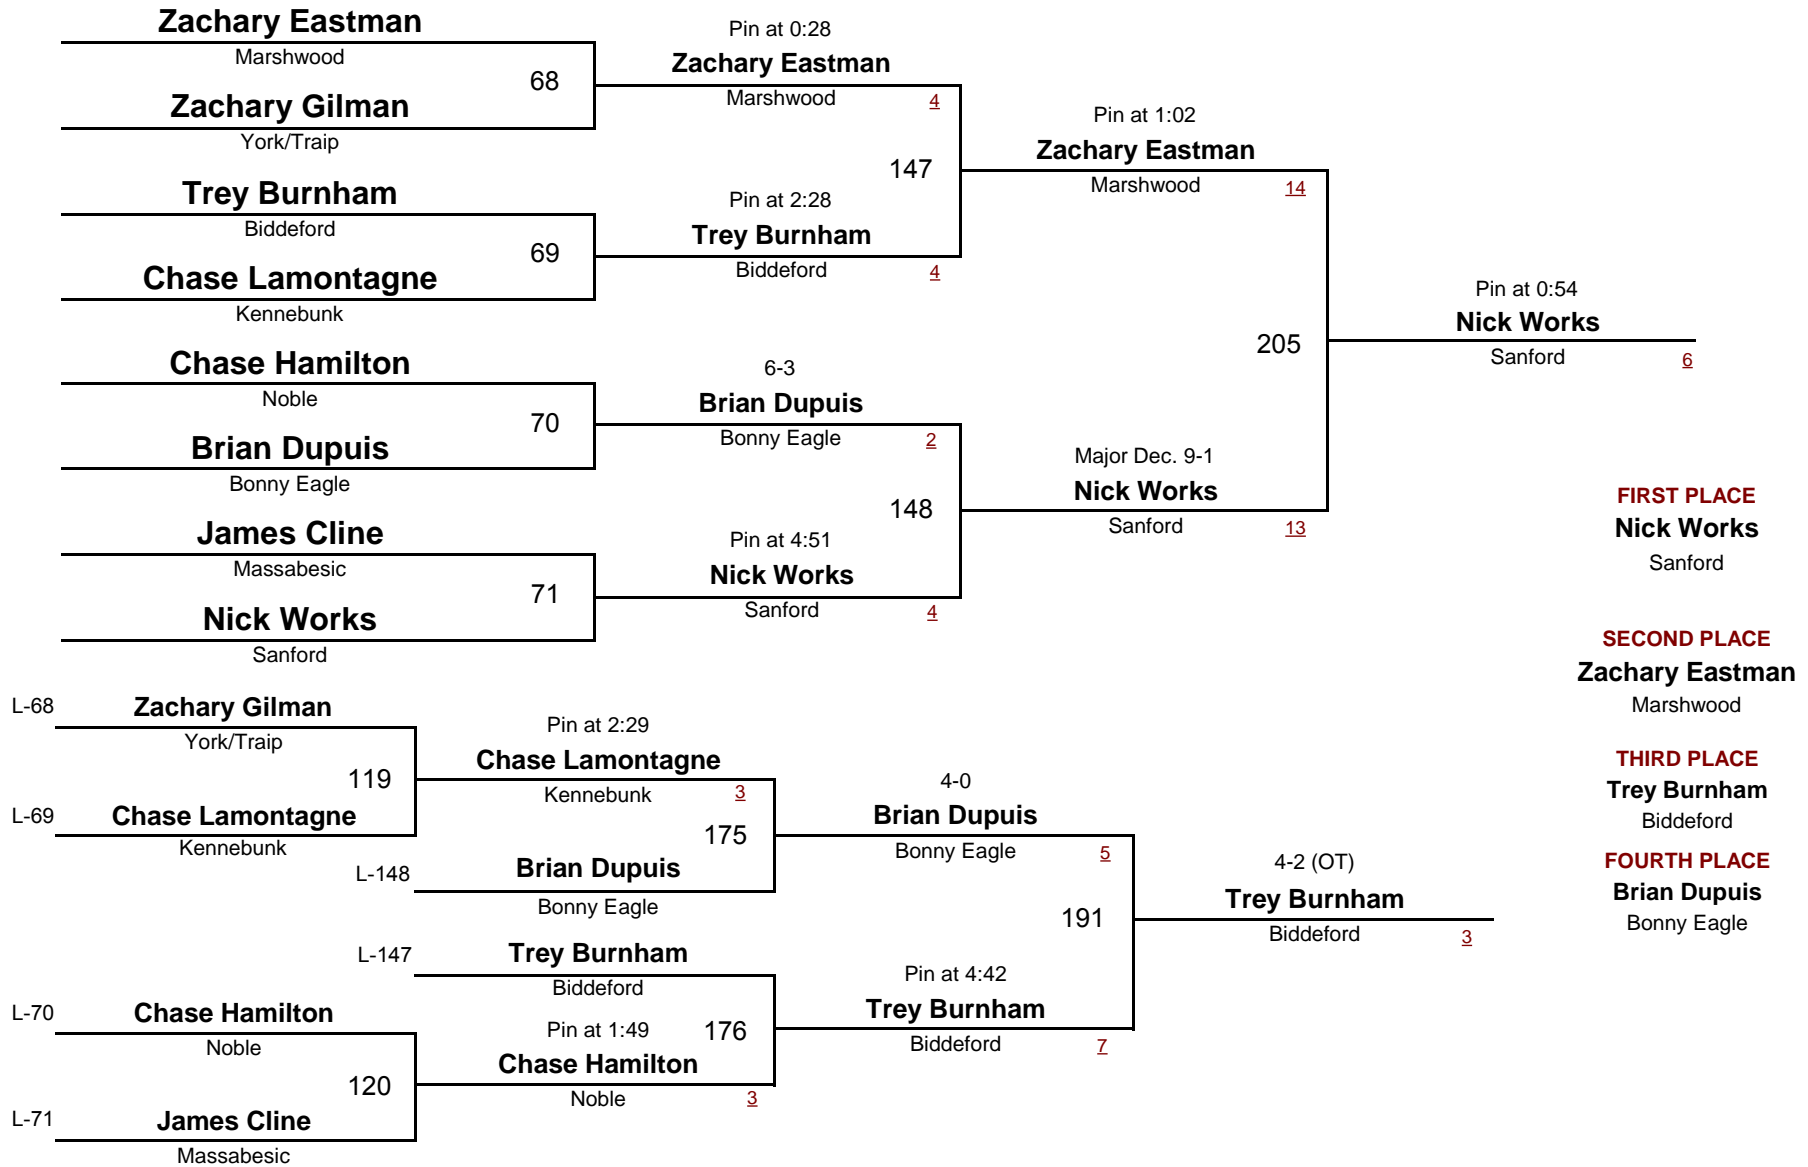 Zachary Eastman
Marshwood
68
Zachary Gilman
York/Traip
Trey Burnham
Biddeford
69
Chase Lamontagne
Kennebunk
Chase Hamilton
Noble
70
Brian Dupuis
Bonny Eagle
James Cline
Massabesic
71
Nick Works
Sanford
Pin at 0:28
Zachary Eastman
Marshwood
4
147
Pin at 2:28
Trey Burnham
Biddeford
4
6-3
Brian Dupuis
Bonny Eagle
2
148
Pin at 4:51
Nick Works
Sanford
4
Pin at 1:02
Zachary Eastman
Marshwood
14
205
Major Dec. 9-1
Nick Works
Sanford
13
Pin at 0:54
Nick Works
Sanford
6
FIRST PLACE
Nick Works
Sanford
SECOND PLACE
Zachary Eastman
Marshwood
THIRD PLACE
Trey Burnham
Biddeford
FOURTH PLACE
Brian Dupuis
Bonny Eagle
L-68
Zachary Gilman
York/Traip
119
L-69
Chase Lamontagne
Kennebunk
Pin at 2:29
Chase Lamontagne
Kennebunk
3
175
L-148
Brian Dupuis
Bonny Eagle
L-147
Trey Burnham
Biddeford
176
L-70
Chase Hamilton
Noble
120
L-71
James Cline
Massabesic
Pin at 1:49
Chase Hamilton
Noble
3
4-0
Brian Dupuis
Bonny Eagle
5
191
Pin at 4:42
Trey Burnham
Biddeford
7
4-2 (OT)
Trey Burnham
Biddeford
3